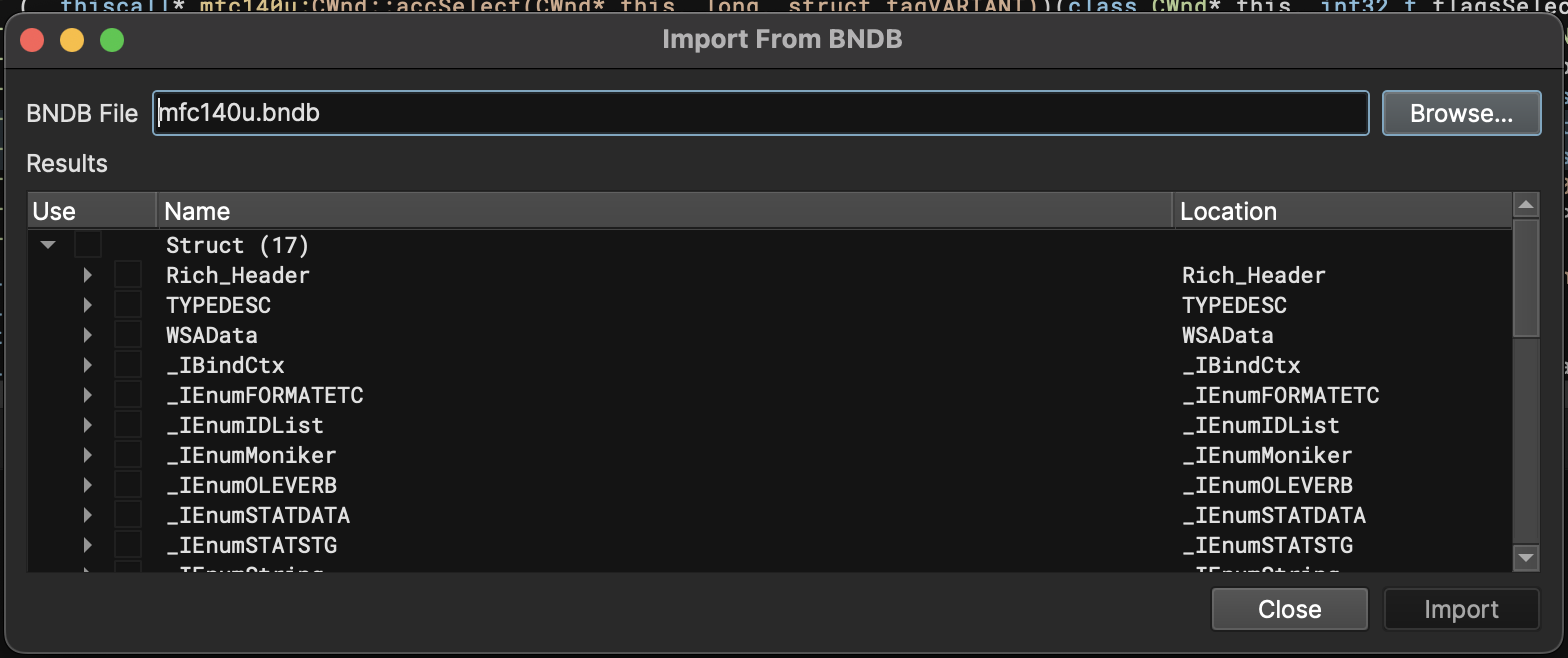 (__thiscall* mfc140u:CWnd::accSelect(CWnd* this, long, struct tagVARIANT))(class CWnd* this, int32_t flagsSelec
Import From BNDB
BNDB File mfc140u.bndb Browse...
Results
Use Name Location
Struct (17)
Rich_Header Rich_Header
TYPEDESC TYPEDESC
WSAData WSAData
_IBindCtx _IBindCtx
_IEnumFORMATETC _IEnumFORMATETC
_IEnumIDList _IEnumIDList
_IEnumMoniker _IEnumMoniker
_IEnumOLEVERB _IEnumOLEVERB
_IEnumSTATDATA _IEnumSTATDATA
_IEnumSTATSTG _IEnumSTATSTG
_IEnumString _IEnumString
Close Import